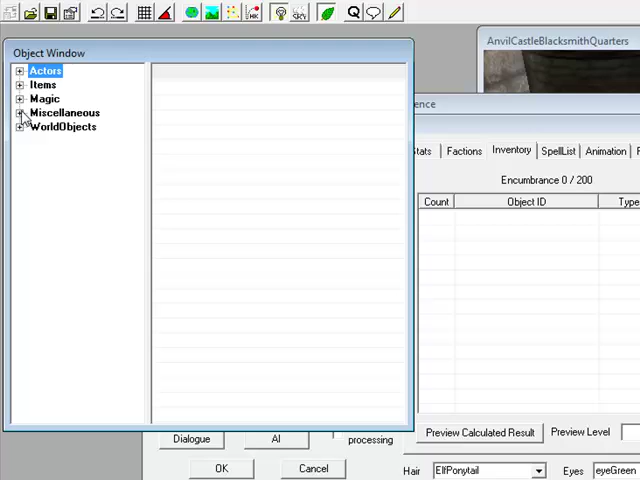 AnvilCastleBlacksmithQuarters
Object Window
Actors
Items
Magic
Miscellaneous
WorldObjects
ence
Stats Factions Inventory SpellList Animation
Encumbrance 0 / 200
Count Object ID Type
Dialogue AI processing
Preview Calculated Result Preview Level
OK Cancel
Hair ElfPonytail Eyes eyeGreen